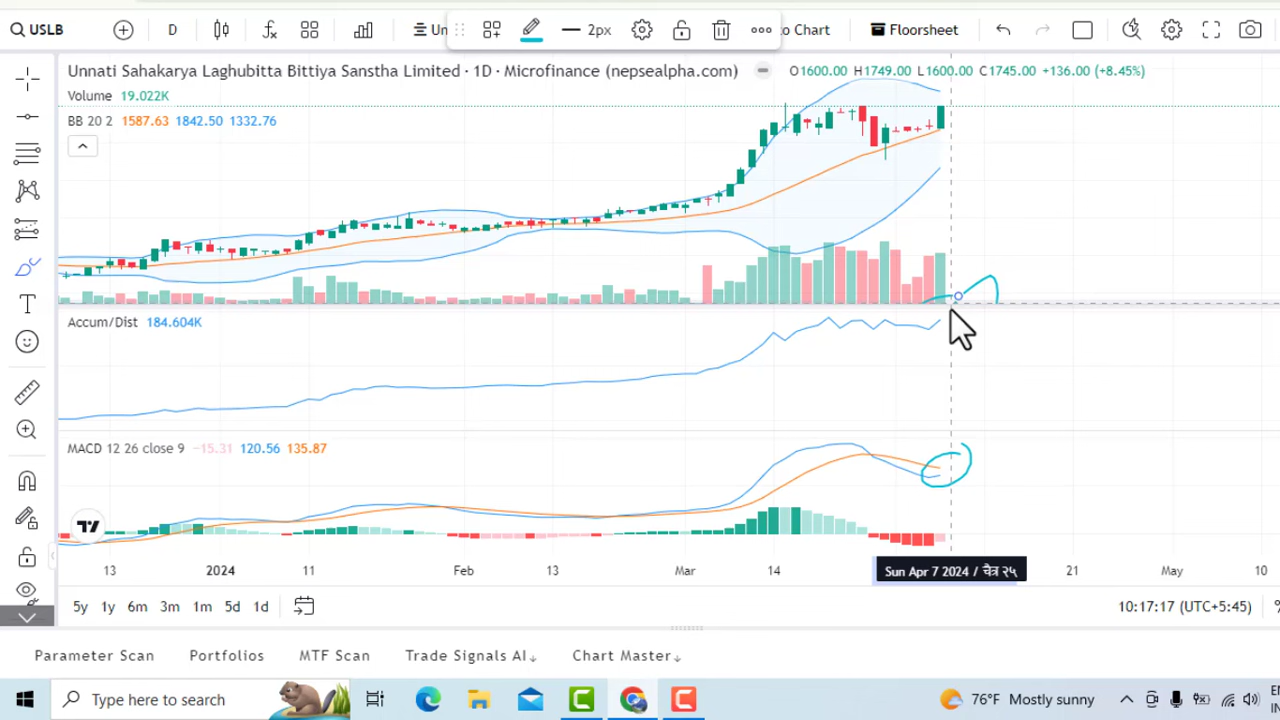 USLB
D
Un
2px
o Chart
Floorsheet
Unnati Sahakarya Laghubitta Bittiya Sanstha Limited · 1D · Microfinance (nepsealpha.com)
O1600.00 H1749.00 L1600.00 C1745.00 +136.00 (+8.45%)
Volume 19.022K
BB 20 2 1587.63 1842.50 1332.76
Accum/Dist 184.604K
MACD 12 26 close 9 −15.31 120.56 135.87
13 2024 11 Feb 13 Mar 14 Sun Apr 7 2024 / चैत्र २५ 21 May 10
5y 1y 6m 3m 1m 5d 1d
10:17:17 (UTC+5:45) %
Parameter Scan Portfolios MTF Scan Trade Signals AI↓ Chart Master↓
Type here to search
76°F Mostly sunny